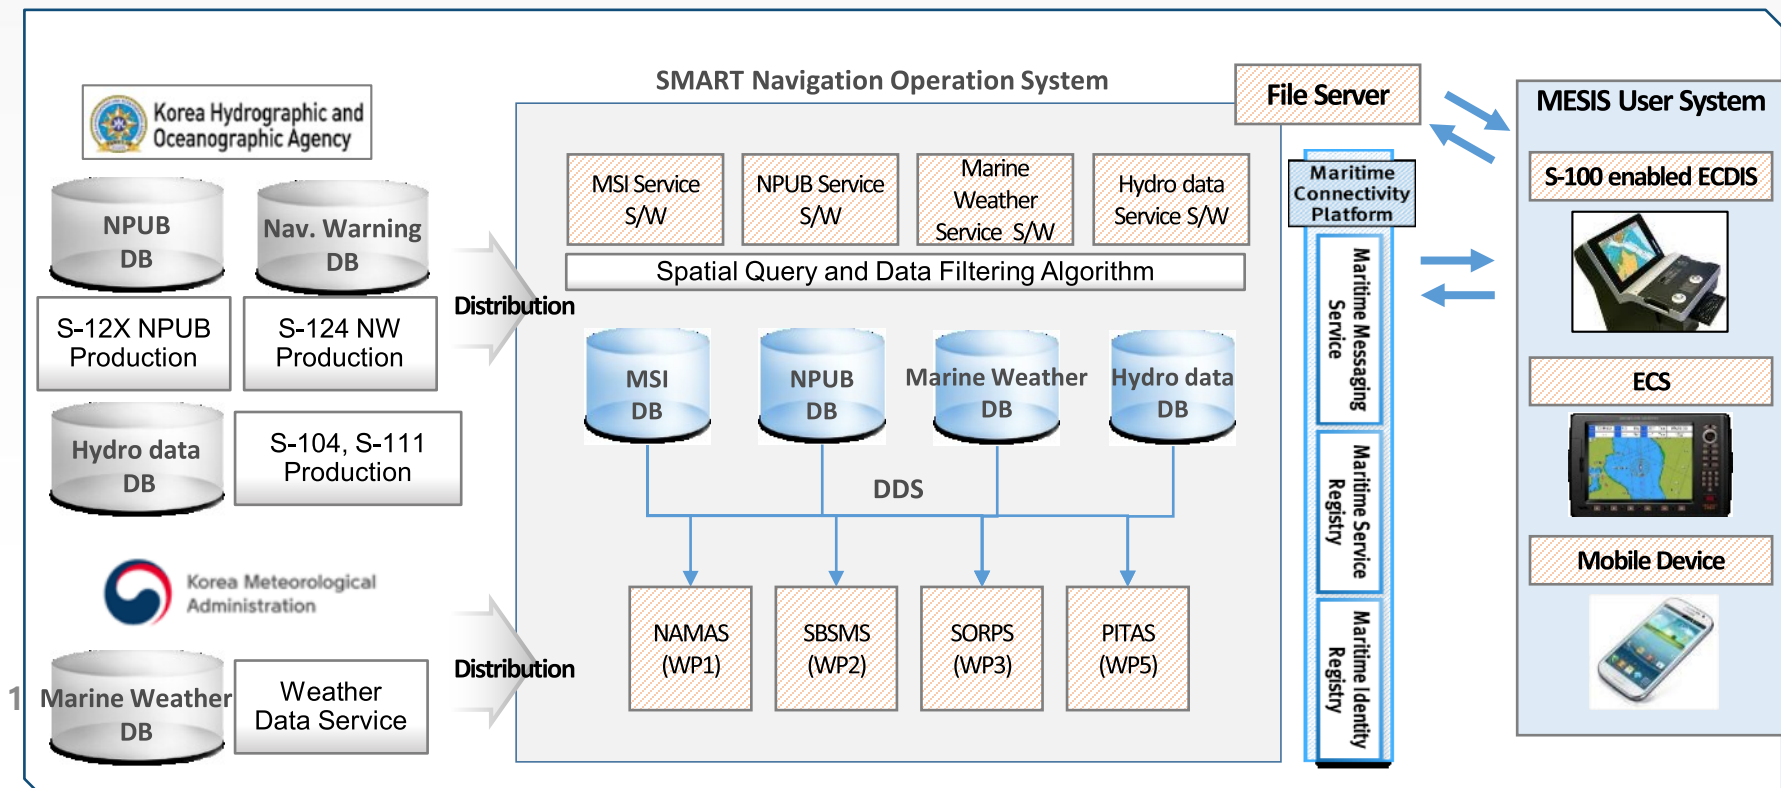 SMART Navigation Operation System
File Server
MESIS User System
Korea Hydrographic and
Oceanographic Agency
NPUB
DB
Nav. Warning
DB
S-12X NPUB
Production
S-124 NW
Production
Hydro data
DB
S-104, S-111
Production
Distribution
Korea Meteorological
Administration
Marine Weather
DB
Weather
Data Service
Distribution
1
MSI Service
S/W
NPUB Service
S/W
Marine
Weather
Service S/W
Hydro data
Service S/W
Spatial Query and Data Filtering Algorithm
MSI
DB
NPUB
DB
Marine Weather
DB
Hydro data
DB
DDS
NAMAS
(WP1)
SBSMS
(WP2)
SORPS
(WP3)
PITAS
(WP5)
Maritime
Connectivity
Platform
Maritime Messaging
Service
Maritime Service
Registry
Maritime Identity
Registry
S-100 enabled ECDIS
ECS
Mobile Device